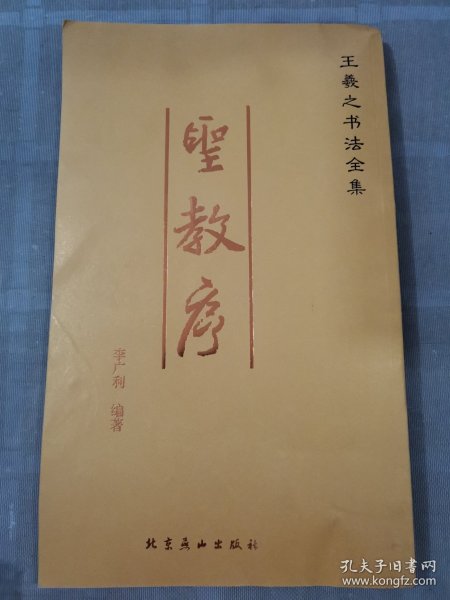 王羲之书法全集
聖教序
李广利 编著
北京燕山出版社
孔夫子旧书网
www.kongfz.com